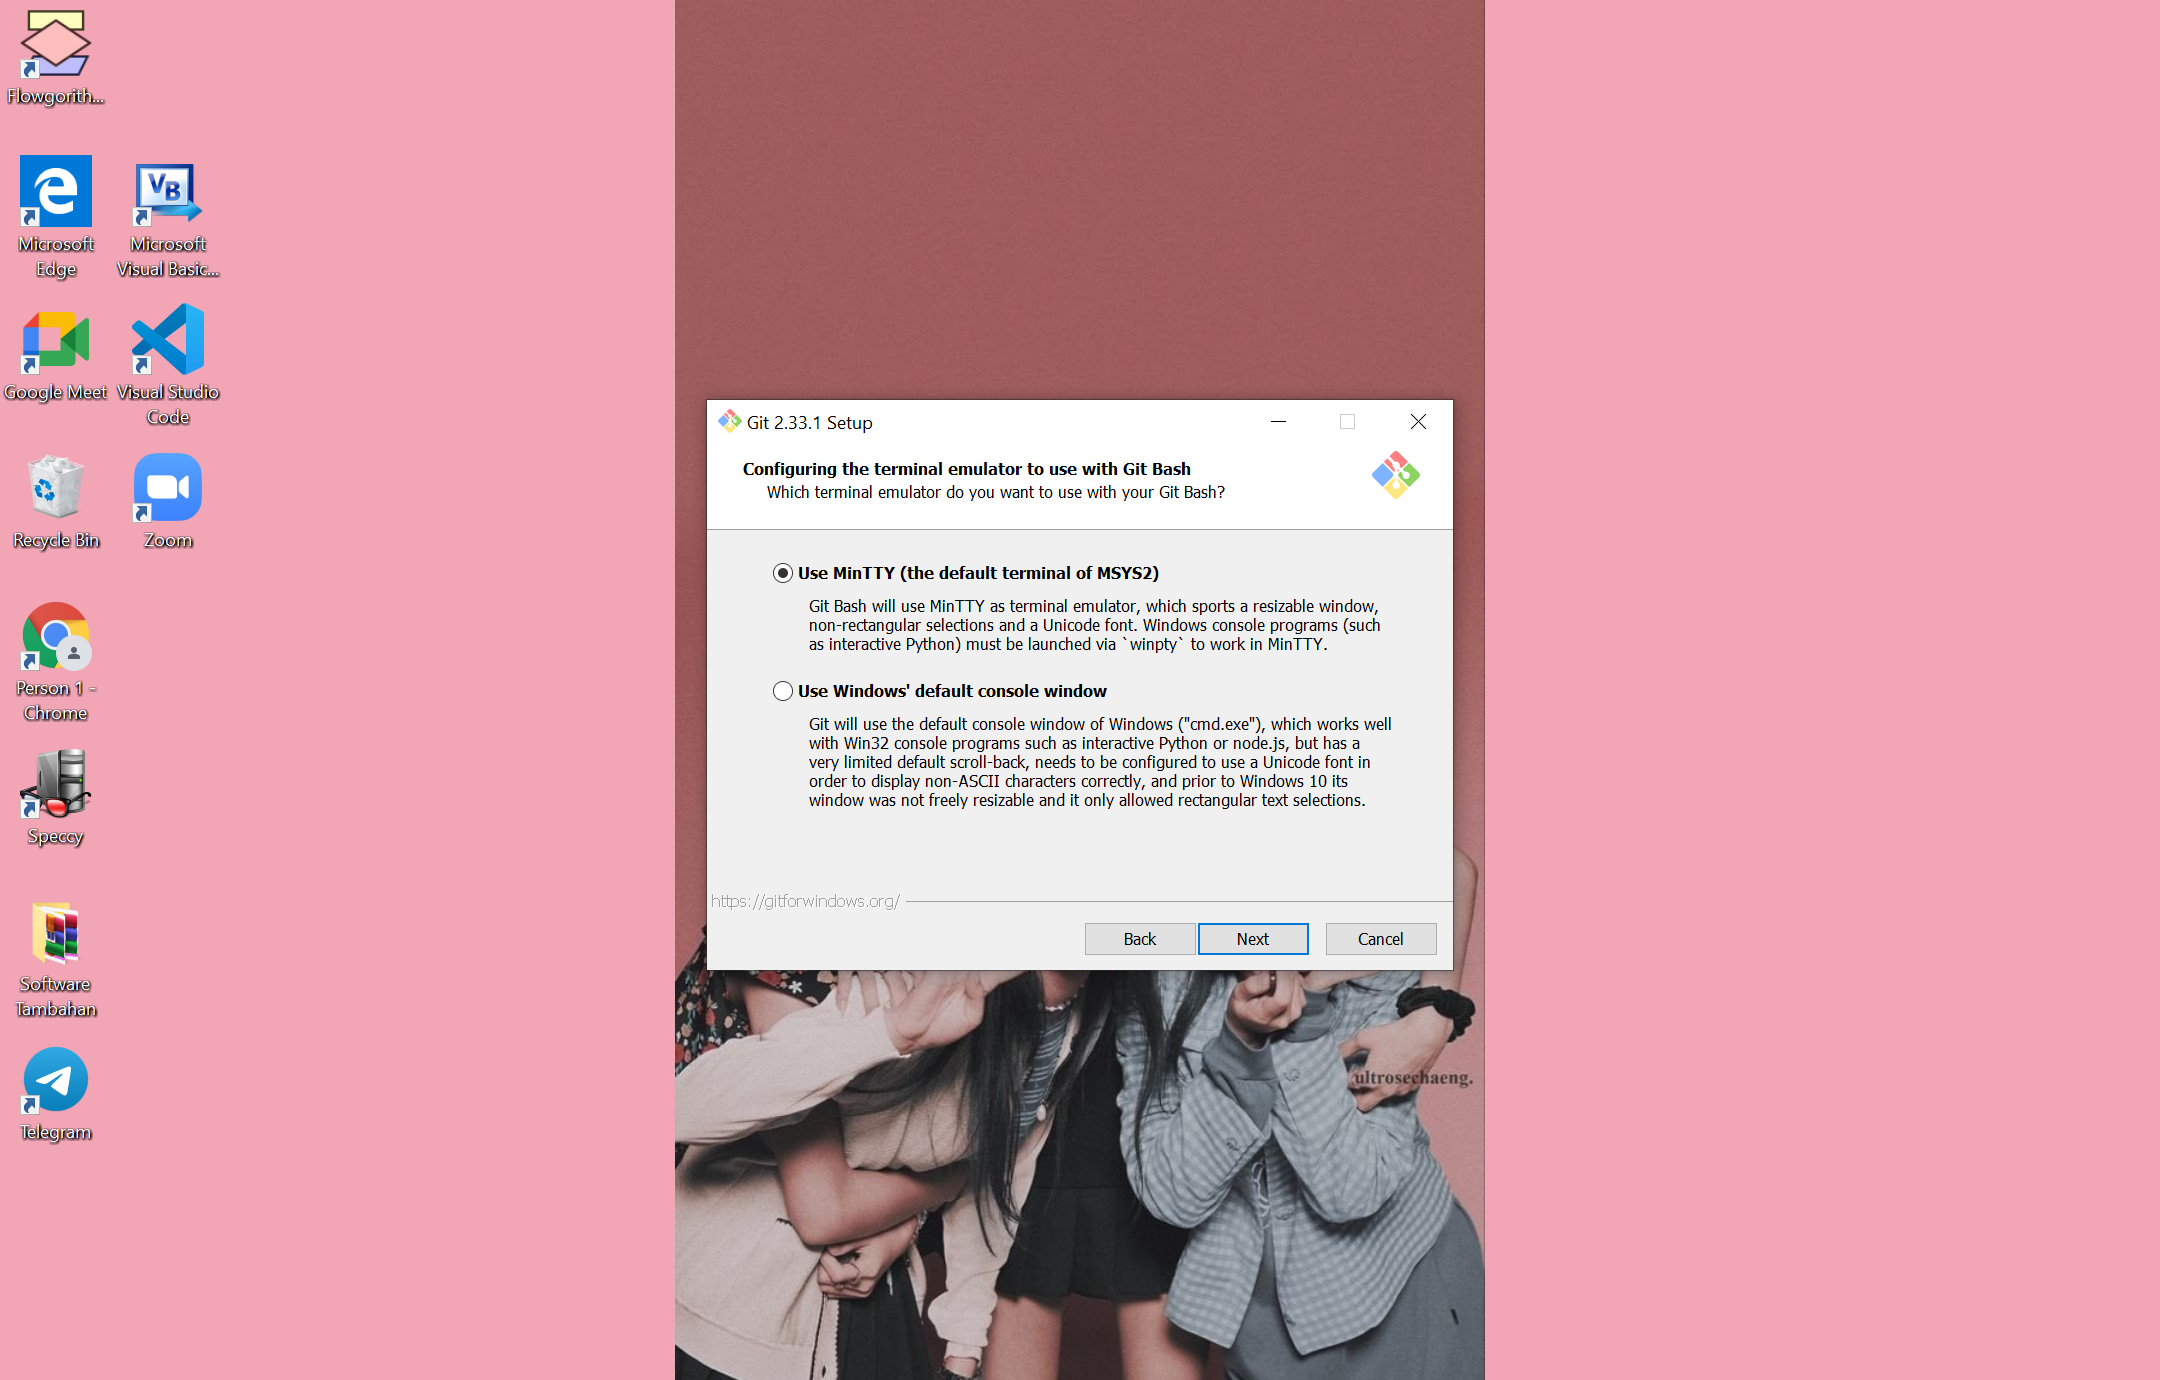 Flowgorith...
Microsoft
Edge
Microsoft
Visual Basic...
Google Meet
Visual Studio
Code
Recycle Bin
Zoom
Person 1 -
Chrome
Speccy
Software
Tambahan
Telegram
Git 2.33.1 Setup
Configuring the terminal emulator to use with Git Bash
Which terminal emulator do you want to use with your Git Bash?
Use MinTTY (the default terminal of MSYS2)
Git Bash will use MinTTY as terminal emulator, which sports a resizable window,
non-rectangular selections and a Unicode font. Windows console programs (such
as interactive Python) must be launched via `winpty` to work in MinTTY.
Use Windows' default console window
Git will use the default console window of Windows ("cmd.exe"), which works well
with Win32 console programs such as interactive Python or node.js, but has a
very limited default scroll-back, needs to be configured to use a Unicode font in
order to display non-ASCII characters correctly, and prior to Windows 10 its
window was not freely resizable and it only allowed rectangular text selections.
https://gitforwindows.org/
Back
Next
Cancel
ultrosechaeng.